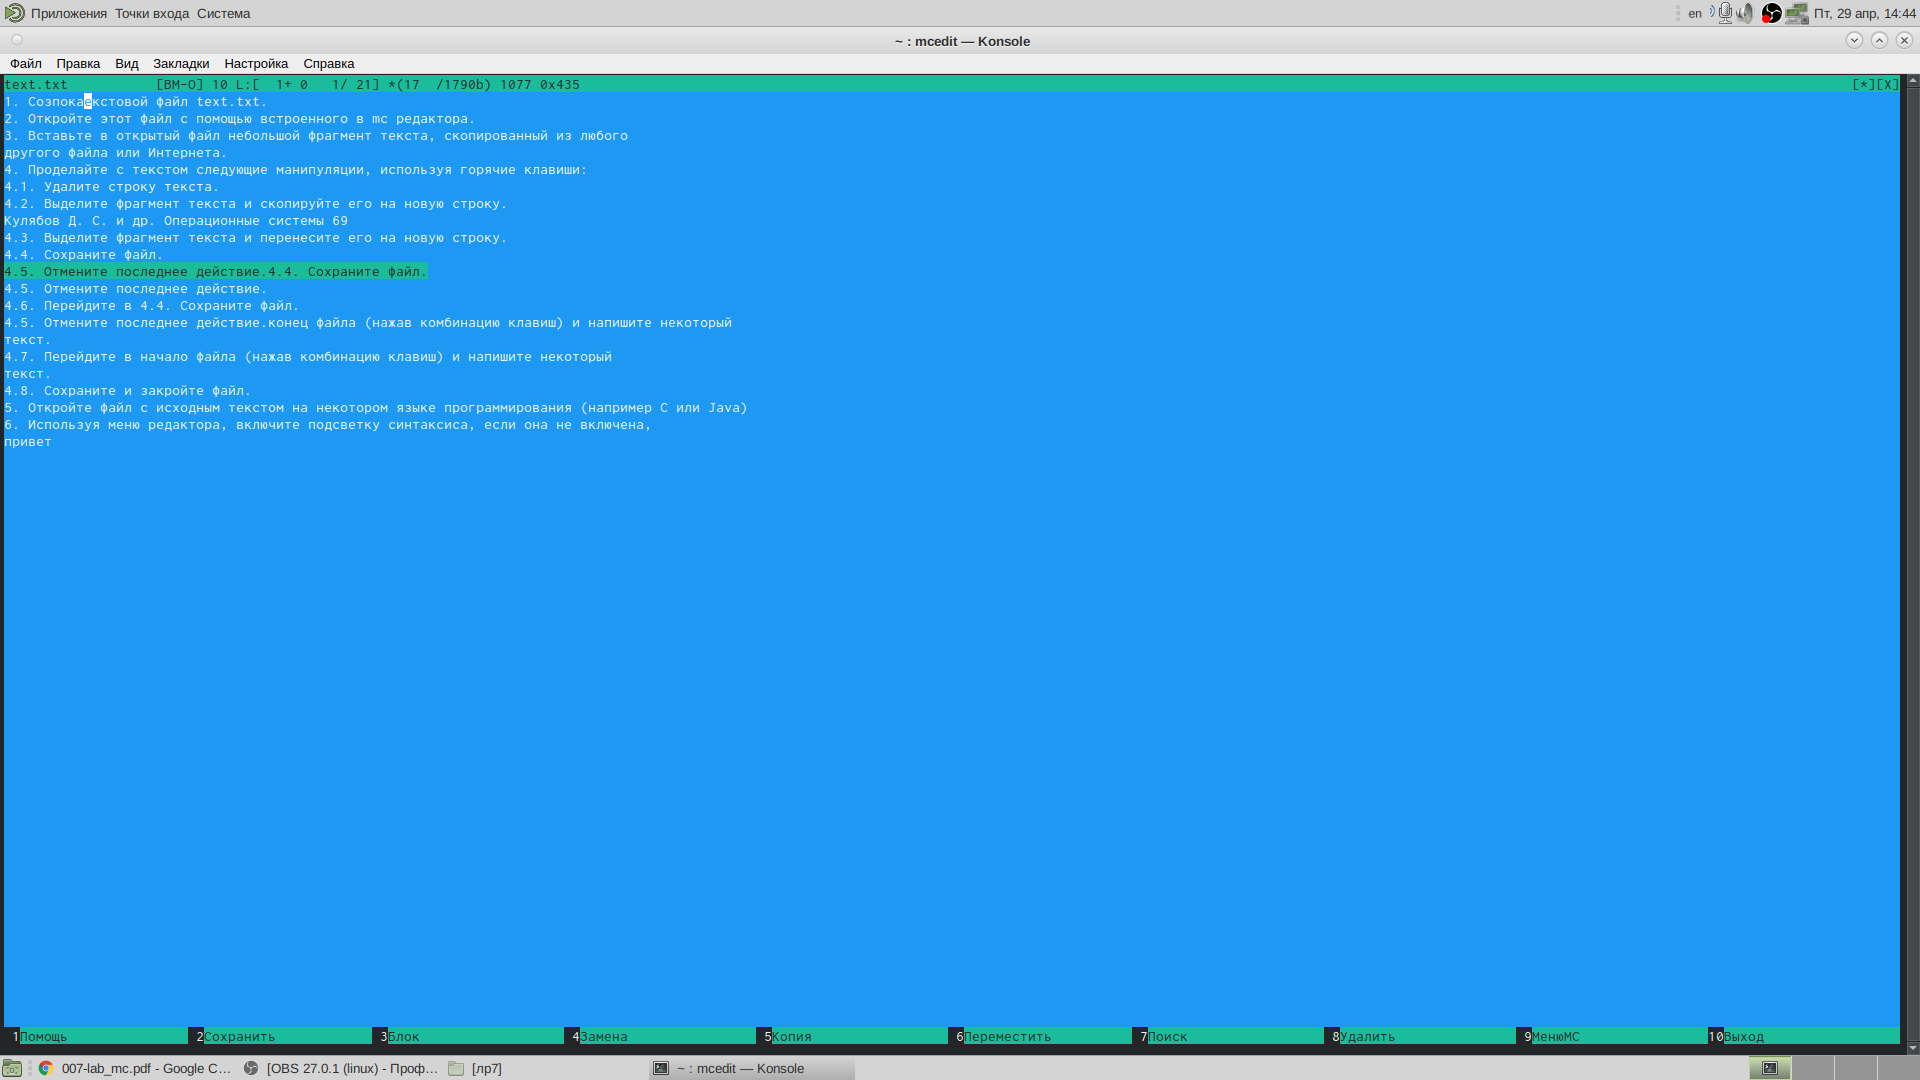 Приложения Точки входа Система en Пт, 29 апр, 14:44
~ : mcedit — Konsole
Файл Правка Вид Закладки Настройка Справка
text.txt [BM-O] 10 L:[ 1+ 0 1/ 21] *(17 /1790b) 1077 0x435 [*][X]
1. Созпокаекстовой файл text.txt.
2. Откройте этот файл с помощью встроенного в mc редактора.
3. Вставьте в открытый файл небольшой фрагмент текста, скопированный из любого
другого файла или Интернета.
4. Проделайте с текстом следующие манипуляции, используя горячие клавиши:
4.1. Удалите строку текста.
4.2. Выделите фрагмент текста и скопируйте его на новую строку.
Кулябов Д. С. и др. Операционные системы 69
4.3. Выделите фрагмент текста и перенесите его на новую строку.
4.4. Сохраните файл.
4.5. Отмените последнее действие.4.4. Сохраните файл.
4.5. Отмените последнее действие.
4.6. Перейдите в 4.4. Сохраните файл.
4.5. Отмените последнее действие.конец файла (нажав комбинацию клавиш) и напишите некоторый
текст.
4.7. Перейдите в начало файла (нажав комбинацию клавиш) и напишите некоторый
текст.
4.8. Сохраните и закройте файл.
5. Откройте файл с исходным текстом на некотором языке программирования (например C или Java)
6. Используя меню редактора, включите подсветку синтаксиса, если она не включена,
привет
1Помощь 2Сохранить 3Блок 4Замена 5Копия 6Переместить 7Поиск 8Удалить 9МенюMC 10Выход
007-lab_mc.pdf - Google C... [OBS 27.0.1 (linux) - Проф... [лр7] ~ : mcedit — Konsole